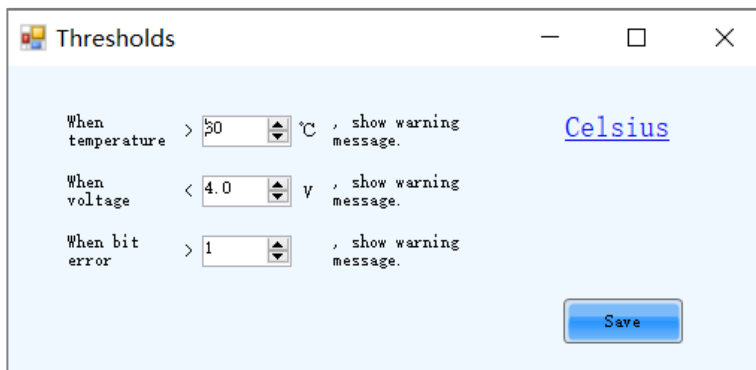 Thresholds
When temperature > 60 ℃ , show warning message.
Celsius
When voltage < 4.0 V , show warning message.
When bit error > 1 , show warning message.
Save